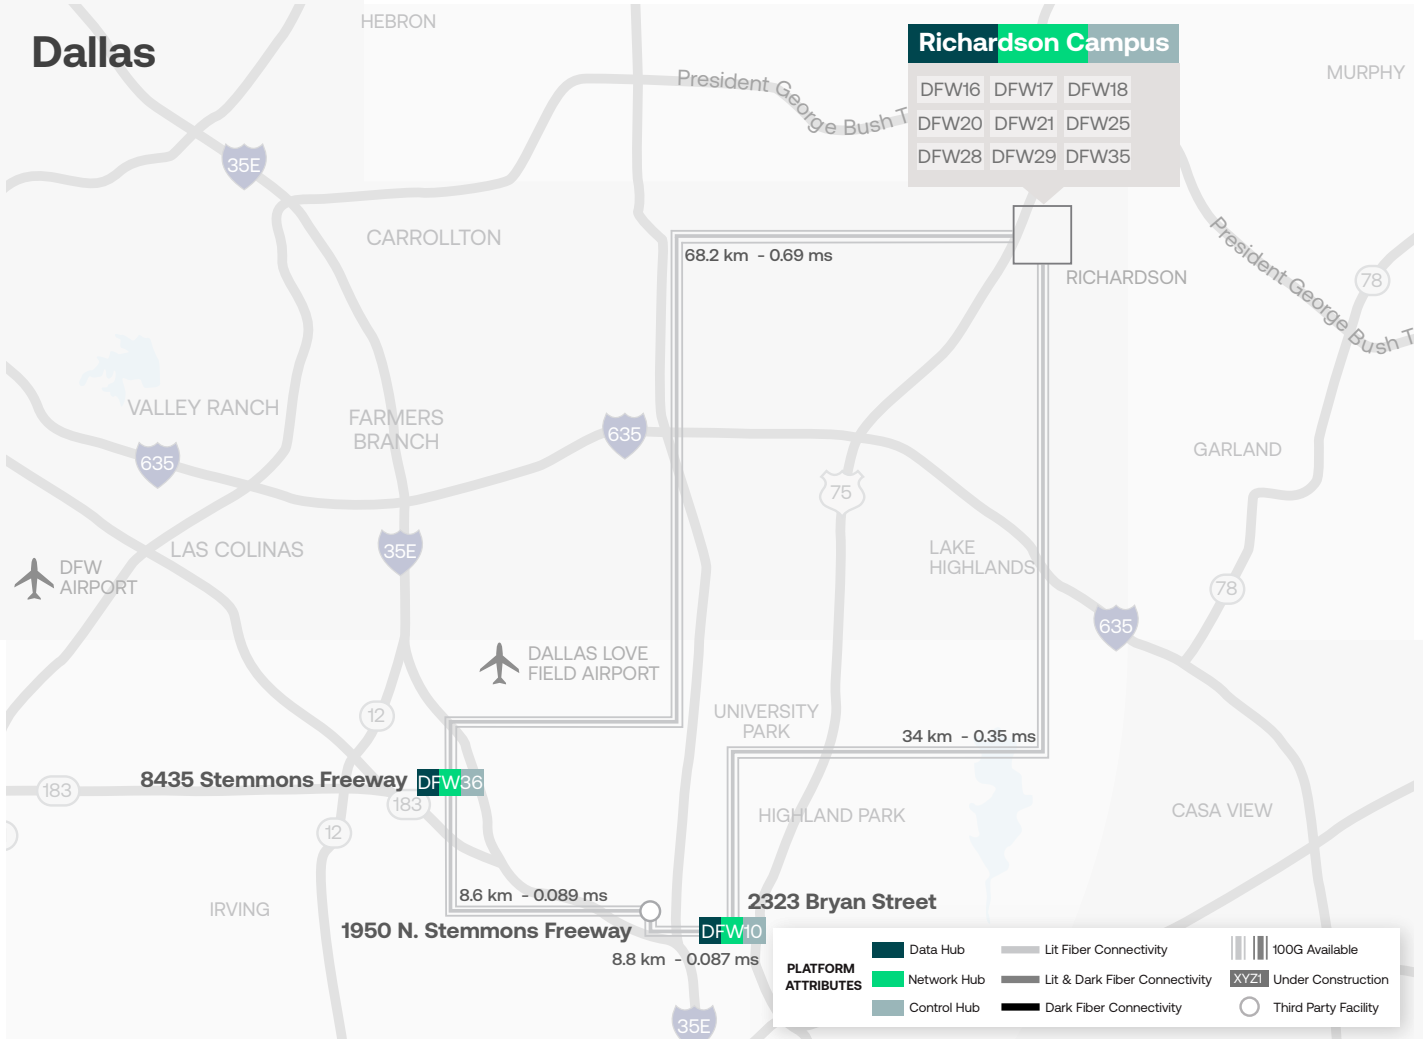 Dallas
HEBRON
Richardson Campus
MURPHY
President George Bush T
DFW16 DFW17 DFW18
DFW20 DFW21 DFW25
DFW28 DFW29 DFW35
35E
CARROLLTON
68.2 km - 0.69 ms
RICHARDSON
President George Bush T
78
VALLEY RANCH
FARMERS
BRANCH
635
635
GARLAND
75
LAS COLINAS
35E
LAKE
HIGHLANDS
DFW
AIRPORT
78
635
DALLAS LOVE
FIELD AIRPORT
12
UNIVERSITY
PARK
34 km - 0.35 ms
8435 Stemmons Freeway
DFW36
183
183
12
HIGHLAND PARK
CASA VIEW
8.6 km - 0.089 ms
2323 Bryan Street
IRVING
1950 N. Stemmons Freeway
DFW10
8.8 km - 0.087 ms
35E
PLATFORM
ATTRIBUTES
Data Hub
Network Hub
Control Hub
Lit Fiber Connectivity
Lit & Dark Fiber Connectivity
Dark Fiber Connectivity
100G Available
XYZ1 Under Construction
Third Party Facility